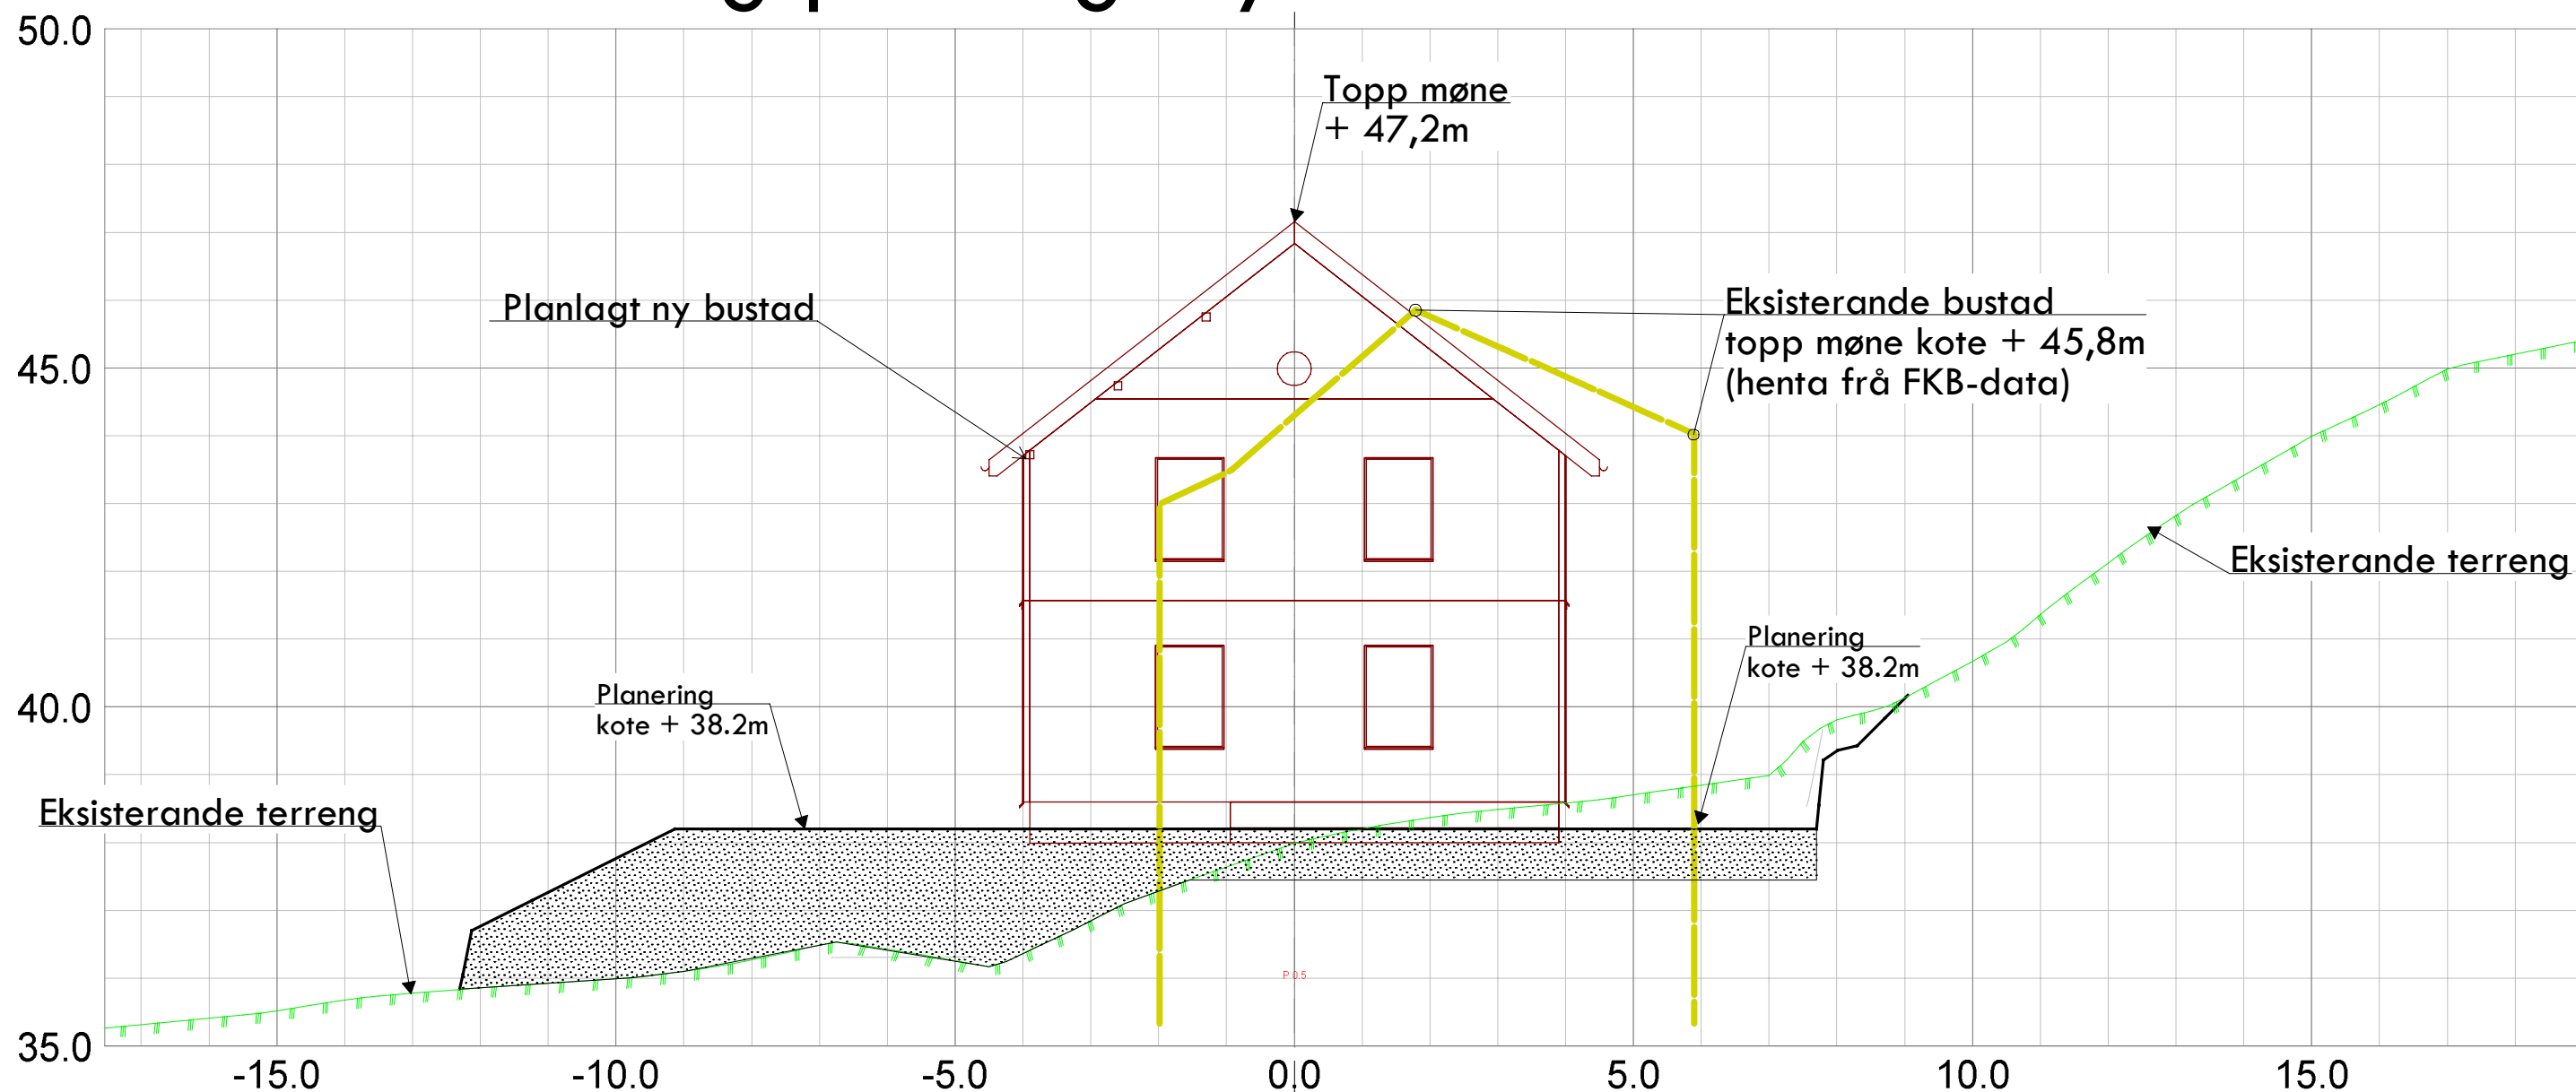 50.0
Topp møne
+ 47,2m
Planlagt ny bustad
Eksisterande bustad
topp møne kote + 45,8m
(henta frå FKB-data)
45.0
Eksisterande terreng
Planering
kote + 38.2m
Planering
kote + 38.2m
40.0
Eksisterande terreng
P 0.5
35.0
-15.0 -10.0 -5.0 0.0 5.0 10.0 15.0